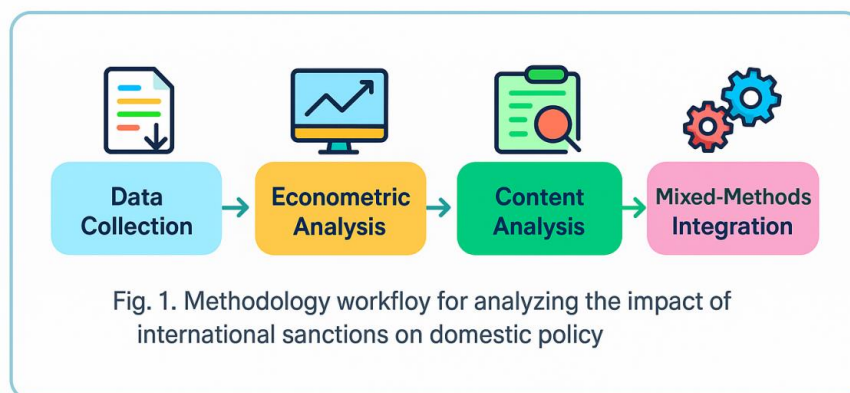 Data
Collection
Econometric
Analysis
Content
Analysis
Mixed-Methods
Integration
Fig. 1. Methodology workfloy for analyzing the impact of
international sanctions on domestic policy